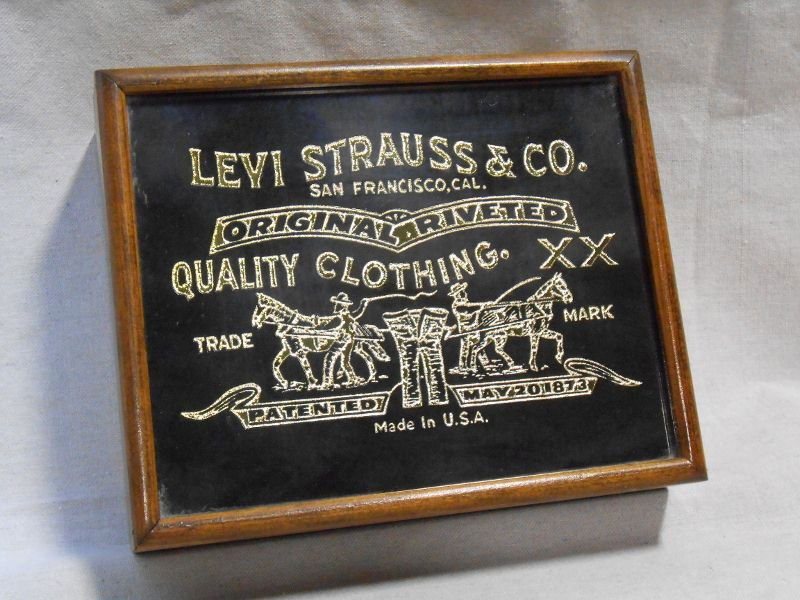 LEVI STRAUSS & CO.
SAN FRANCISCO, CAL.
ORIGINAL RIVETED
QUALITY CLOTHING. XX
TRADE MARK
PATENTED MAY 20 1873
Made in U.S.A.